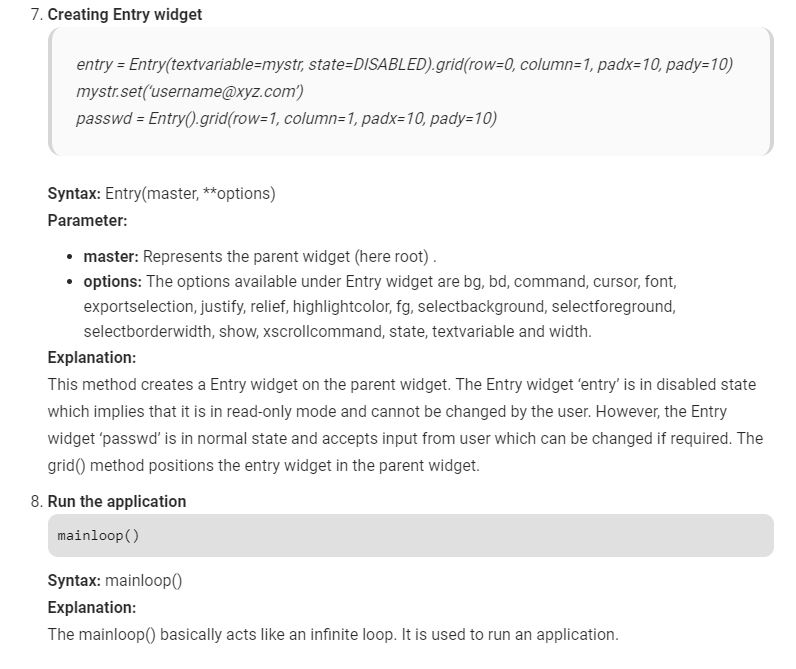 7. Creating Entry widget
entry = Entry(textvariable=mystr, state=DISABLED).grid(row=0, column=1, padx=10, pady=10)
mystr.set(‘username@xyz.com’)
passwd = Entry().grid(row=1, column=1, padx=10, pady=10)
Syntax: Entry(master, **options)
Parameter:
• master: Represents the parent widget (here root) .
• options: The options available under Entry widget are bg, bd, command, cursor, font,
exportselection, justify, relief, highlightcolor, fg, selectbackground, selectforeground,
selectborderwidth, show, xscrollcommand, state, textvariable and width.
Explanation:
This method creates a Entry widget on the parent widget. The Entry widget ‘entry’ is in disabled state
which implies that it is in read-only mode and cannot be changed by the user. However, the Entry
widget ‘passwd’ is in normal state and accepts input from user which can be changed if required. The
grid() method positions the entry widget in the parent widget.
8. Run the application
mainloop()
Syntax: mainloop()
Explanation:
The mainloop() basically acts like an infinite loop. It is used to run an application.